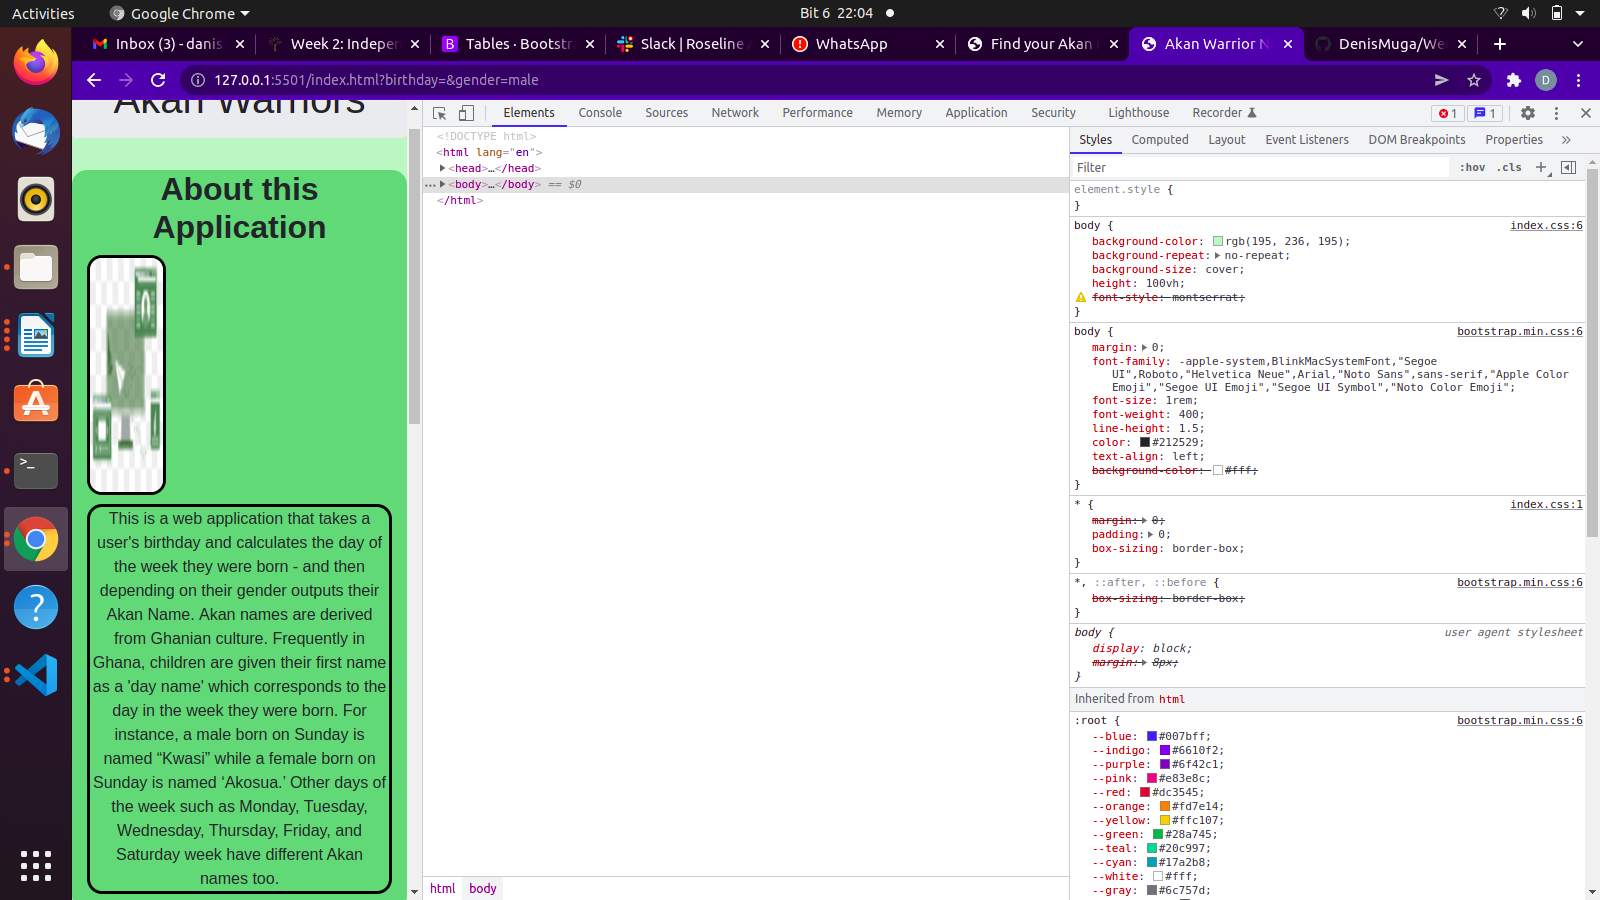 Activities
Google Chrome
Bit 6 22:04
Inbox (3) - danis
Week 2: Indepen
Tables · Bootstr
Slack | Roseline
WhatsApp
Find your Akan
Akan Warrior N
DenisMuga/We
127.0.0.1:5501/index.html?birthday=&gender=male
D
Akan Warriors
About this
Application
This is a web application that takes a
user's birthday and calculates the day of
the week they were born - and then
depending on their gender outputs their
Akan Name. Akan names are derived
from Ghanian culture. Frequently in
Ghana, children are given their first name
as a 'day name' which corresponds to the
day in the week they were born. For
instance, a male born on Sunday is
named “Kwasi” while a female born on
Sunday is named ‘Akosua.’ Other days of
the week such as Monday, Tuesday,
Wednesday, Thursday, Friday, and
Saturday week have different Akan
names too.
Elements Console Sources Network Performance Memory Application Security Lighthouse Recorder 1 1
<!DOCTYPE html>
<html lang="en">
<head>…</head>
<body>…</body> == $0
</html>
html body
Styles Computed Layout Event Listeners DOM Breakpoints Properties
Filter :hov .cls
element.style {
}
body { index.css:6
background-color: rgb(195, 236, 195);
background-repeat: no-repeat;
background-size: cover;
height: 100vh;
font-style: montserrat;
}
body { bootstrap.min.css:6
margin: 0;
font-family: -apple-system,BlinkMacSystemFont,"Segoe
UI",Roboto,"Helvetica Neue",Arial,"Noto Sans",sans-serif,"Apple Color
Emoji","Segoe UI Emoji","Segoe UI Symbol","Noto Color Emoji";
font-size: 1rem;
font-weight: 400;
line-height: 1.5;
color: #212529;
text-align: left;
background-color: #fff;
}
* { index.css:1
margin: 0;
padding: 0;
box-sizing: border-box;
}
*, ::after, ::before { bootstrap.min.css:6
box-sizing: border-box;
}
body { user agent stylesheet
display: block;
margin: 8px;
}
Inherited from html
:root { bootstrap.min.css:6
--blue: #007bff;
--indigo: #6610f2;
--purple: #6f42c1;
--pink: #e83e8c;
--red: #dc3545;
--orange: #fd7e14;
--yellow: #ffc107;
--green: #28a745;
--teal: #20c997;
--cyan: #17a2b8;
--white: #fff;
--gray: #6c757d;